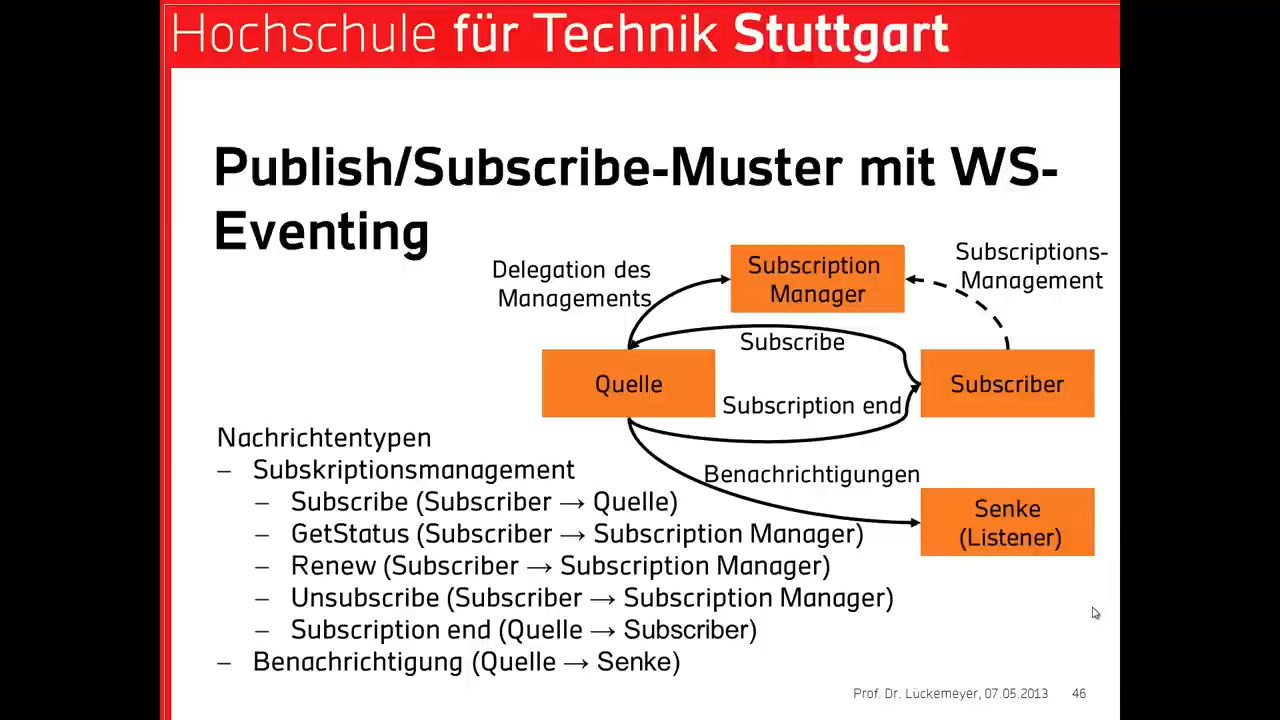 Hochschule für Technik Stuttgart
Publish/Subscribe-Muster mit WS-
Eventing
Delegation des
Managements
Subscription
Manager
Subscriptions-
Management
Subscribe
Quelle
Subscriber
Subscription end
Benachrichtigungen
Senke
(Listener)
Nachrichtentypen
– Subskriptionsmanagement
– Subscribe (Subscriber → Quelle)
– GetStatus (Subscriber → Subscription Manager)
– Renew (Subscriber → Subscription Manager)
– Unsubscribe (Subscriber → Subscription Manager)
– Subscription end (Quelle → Subscriber)
– Benachrichtigung (Quelle → Senke)
Prof. Dr. Lückemeyer, 07.05.2013 46